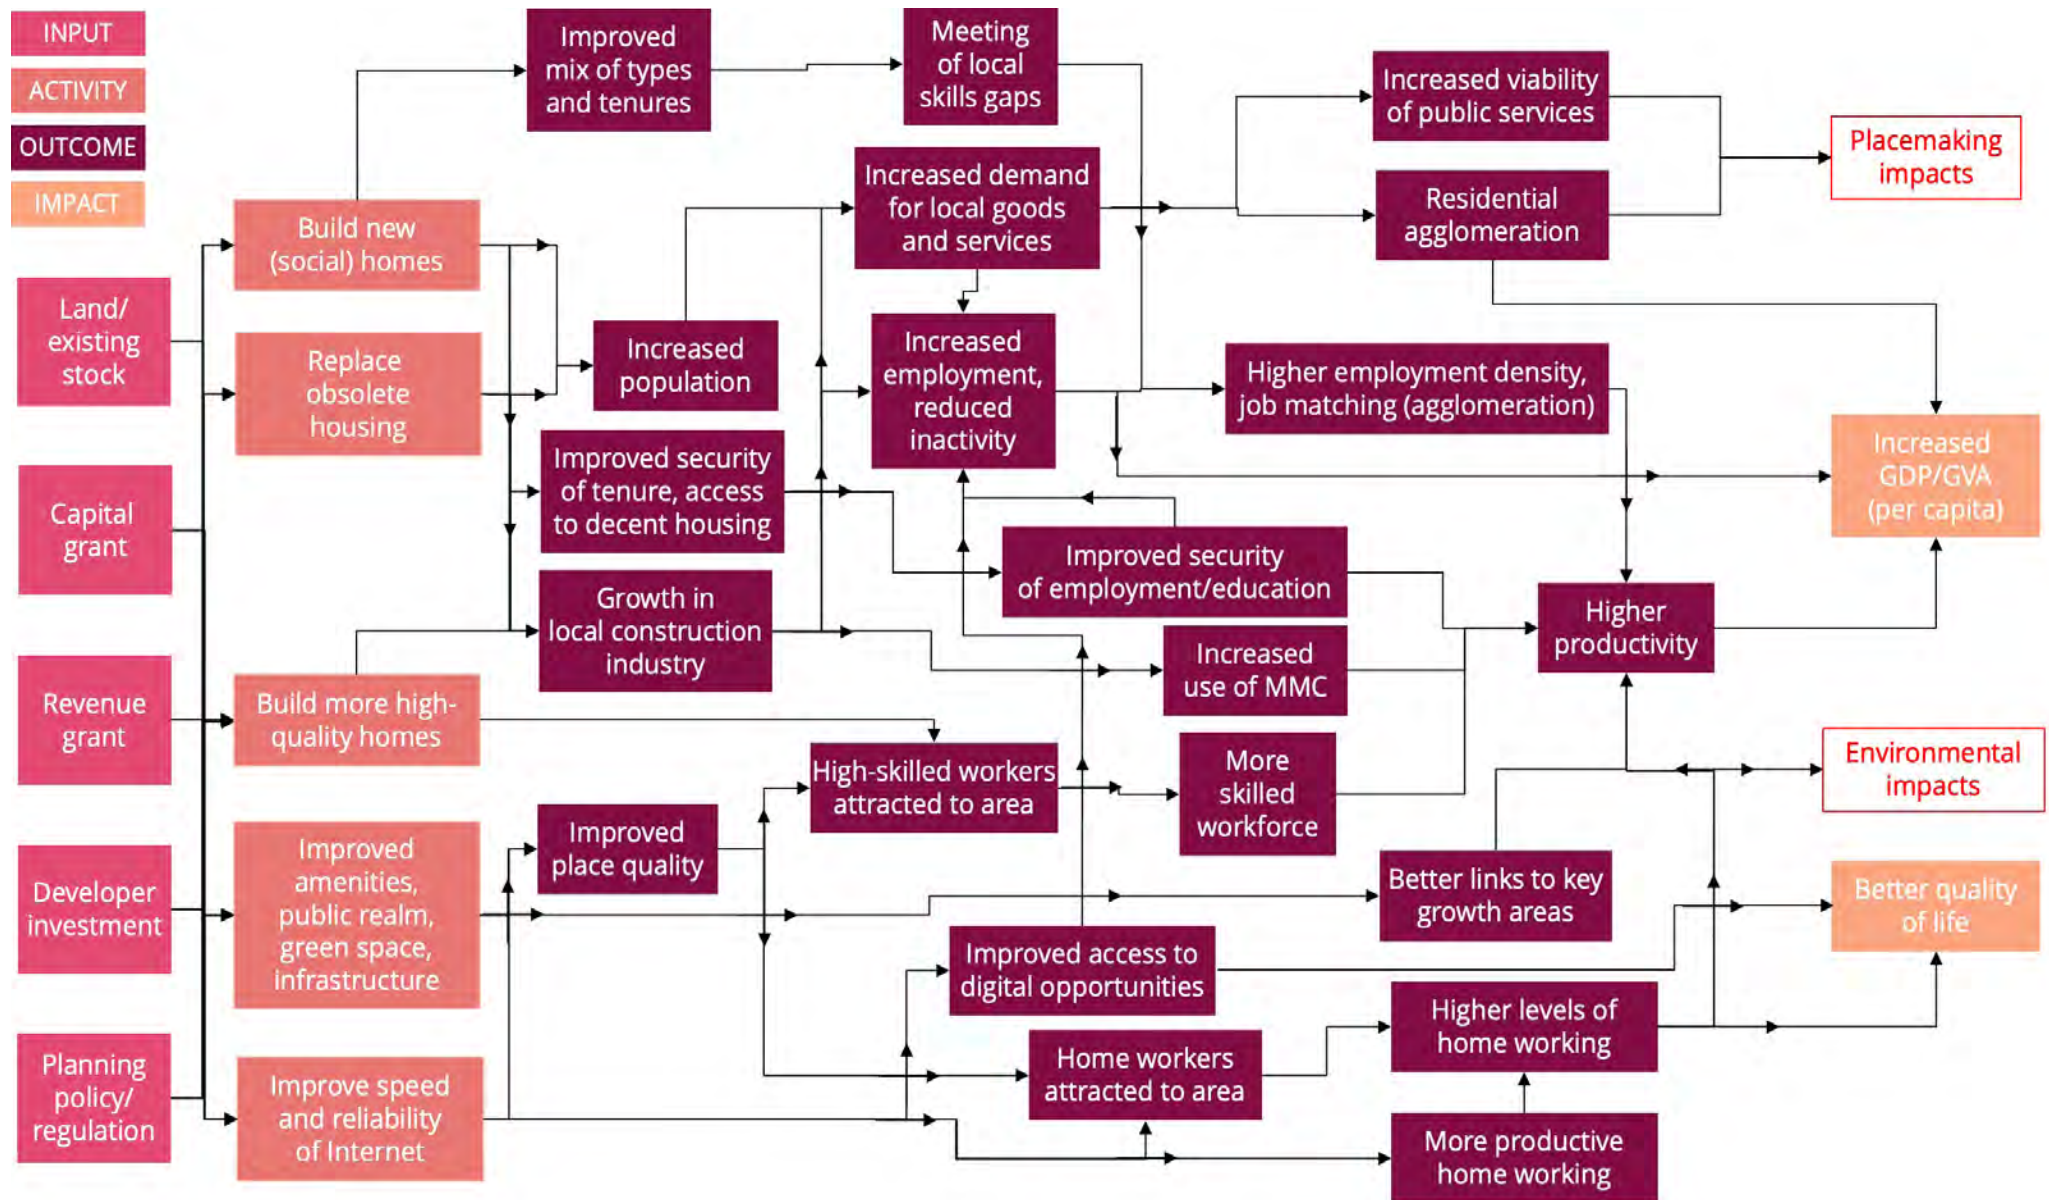 INPUT
ACTIVITY
OUTCOME
IMPACT
Land/
existing
stock
Capital
grant
Revenue
grant
Developer
investment
Planning
policy/
regulation
Build new
(social) homes
Replace
obsolete
housing
Build more high-
quality homes
Improved
amenities,
public realm,
green space,
infrastructure
Improve speed
and reliability
of Internet
Improved
mix of types
and tenures
Increased
population
Improved security
of tenure, access
to decent housing
Growth in
local construction
industry
Improved
place quality
Meeting
of local
skills gaps
Increased demand
for local goods
and services
Increased
employment,
reduced
inactivity
Improved security
of employment/education
Increased
use of MMC
High-skilled workers
attracted to area
More
skilled
workforce
Improved access to
digital opportunities
Home workers
attracted to area
Increased viability
of public services
Residential
agglomeration
Higher employment density,
job matching (agglomeration)
Higher
productivity
Better links to key
growth areas
Higher levels of
home working
More productive
home working
Placemaking
impacts
Increased
GDP/GVA
(per capita)
Environmental
impacts
Better quality
of life